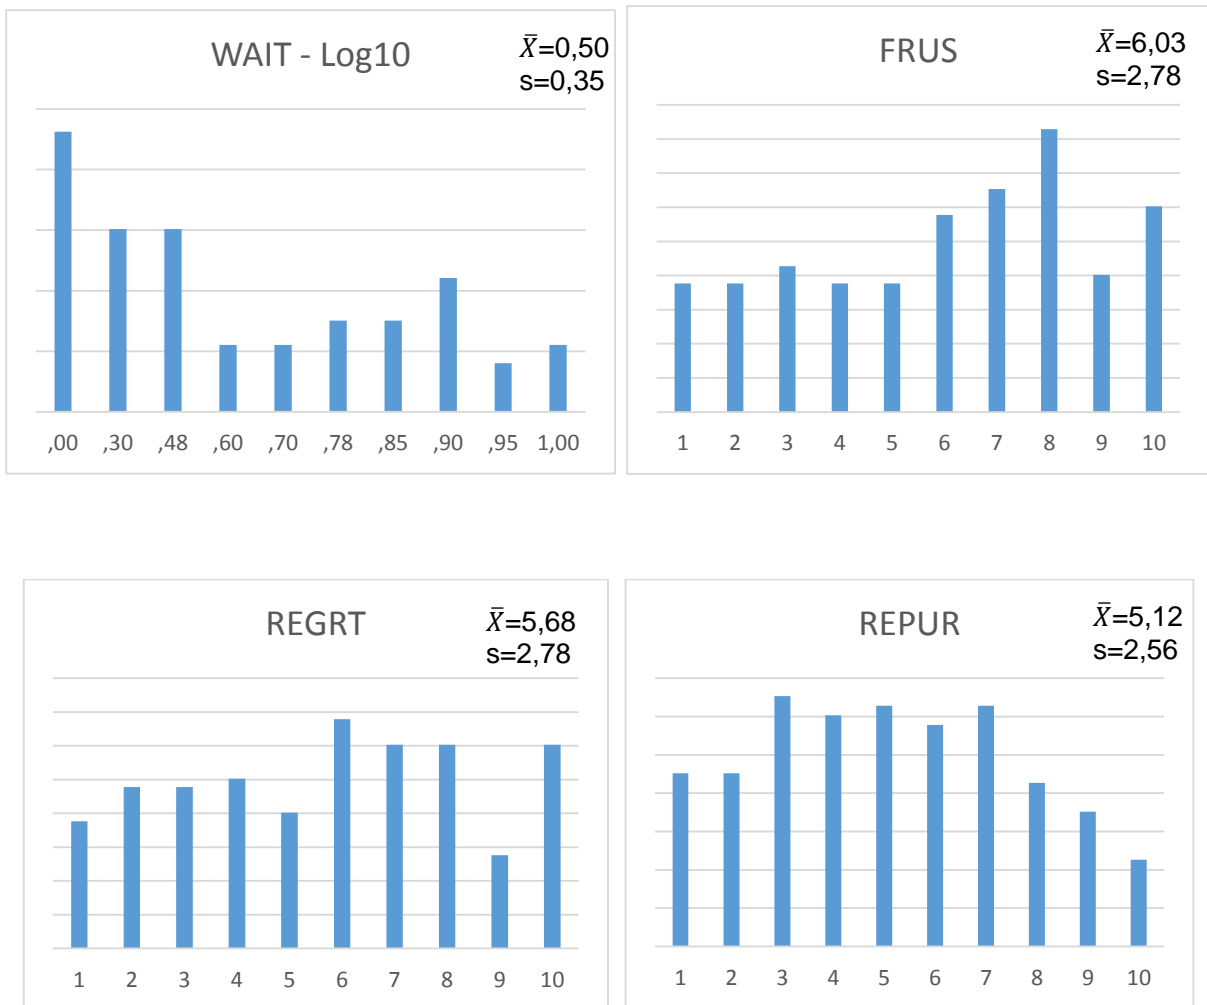 WAIT - Log10
X̄=0,50
s=0,35
,00 ,30 ,48 ,60 ,70 ,78 ,85 ,90 ,95 1,00
FRUS
X̄=6,03
s=2,78
1 2 3 4 5 6 7 8 9 10
REGRT
X̄=5,68
s=2,78
1 2 3 4 5 6 7 8 9 10
REPUR
X̄=5,12
s=2,56
1 2 3 4 5 6 7 8 9 10